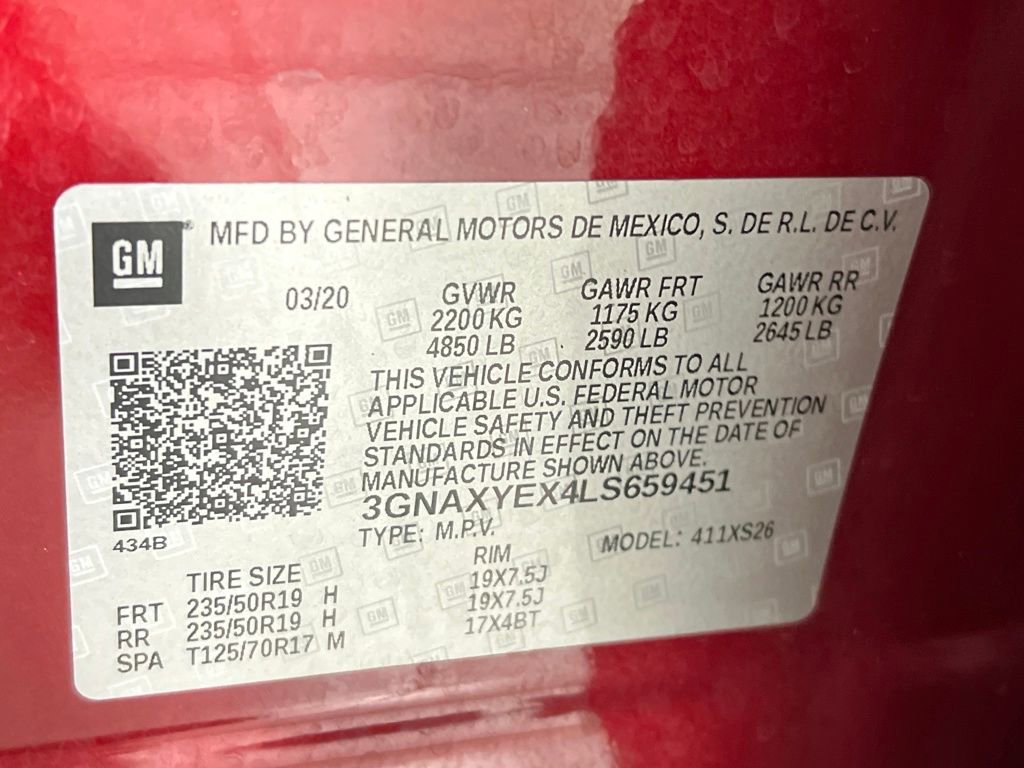 GM ® MFD BY GENERAL MOTORS DE MEXICO, S. DE R.L. DE C.V.
03/20 GVWR GAWR FRT GAWR RR
2200 KG 1175 KG 1200 KG
4850 LB 2590 LB 2645 LB
THIS VEHICLE CONFORMS TO ALL
APPLICABLE U.S. FEDERAL MOTOR
VEHICLE SAFETY AND THEFT PREVENTION
STANDARDS IN EFFECT ON THE DATE OF
MANUFACTURE SHOWN ABOVE.
3GNAXYEX4LS659451
434B TYPE: M.P.V. MODEL: 411XS26
TIRE SIZE RIM
FRT 235/50R19 H 19X7.5J
RR 235/50R19 H 19X7.5J
SPA T125/70R17 M 17X4BT